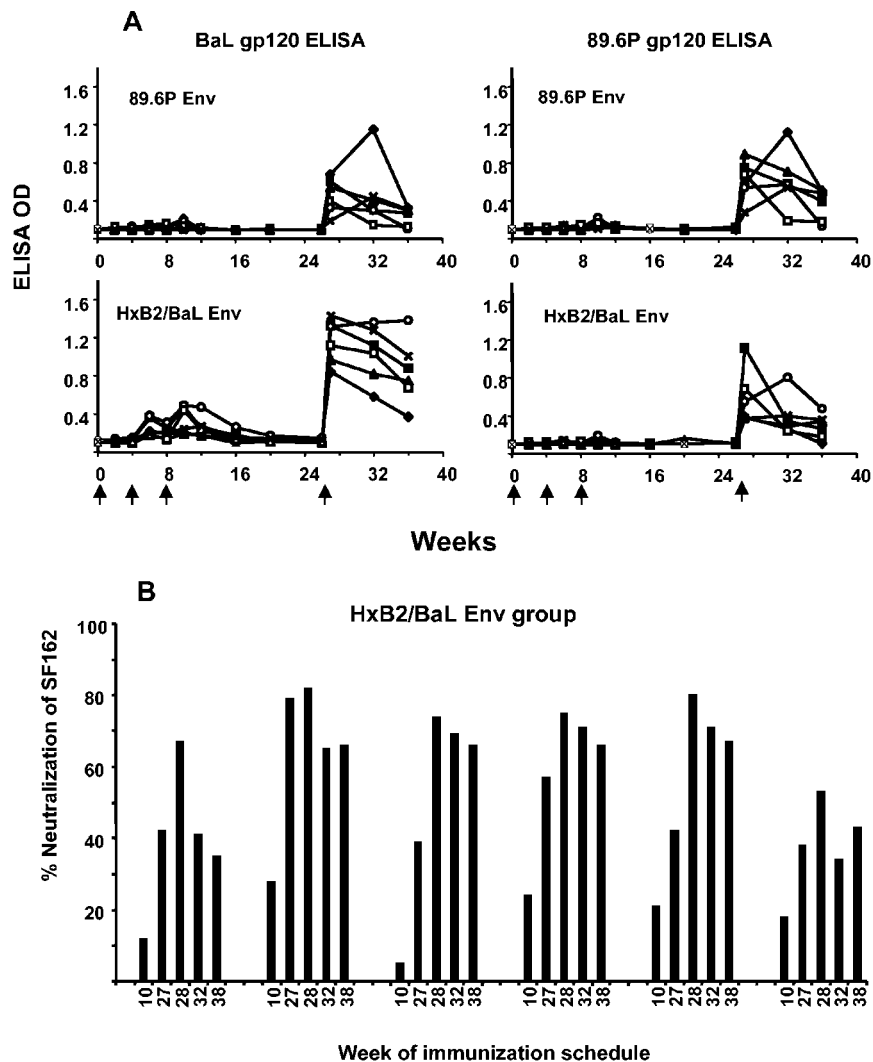 A
BaL gp120 ELISA
89.6P gp120 ELISA
ELISA OD
1.6
1.2
0.8
0.4
89.6P Env
0 8 16 24 32 40
1.6
1.2
0.8
0.4
89.6P Env
0 8 16 24 32 40
1.6
1.2
0.8
0.4
HxB2/BaL Env
0 8 16 24 32 40
1.6
1.2
0.8
0.4
HxB2/BaL Env
0 8 16 24 32 40
Weeks
B
HxB2/BaL Env group
% Neutralization of SF162
100
80
60
40
20
10 27 28 32 38 10 27 28 32 38 10 27 28 32 38 10 27 28 32 38 10 27 28 32 38 10 27 28 32 38
Week of immunization schedule